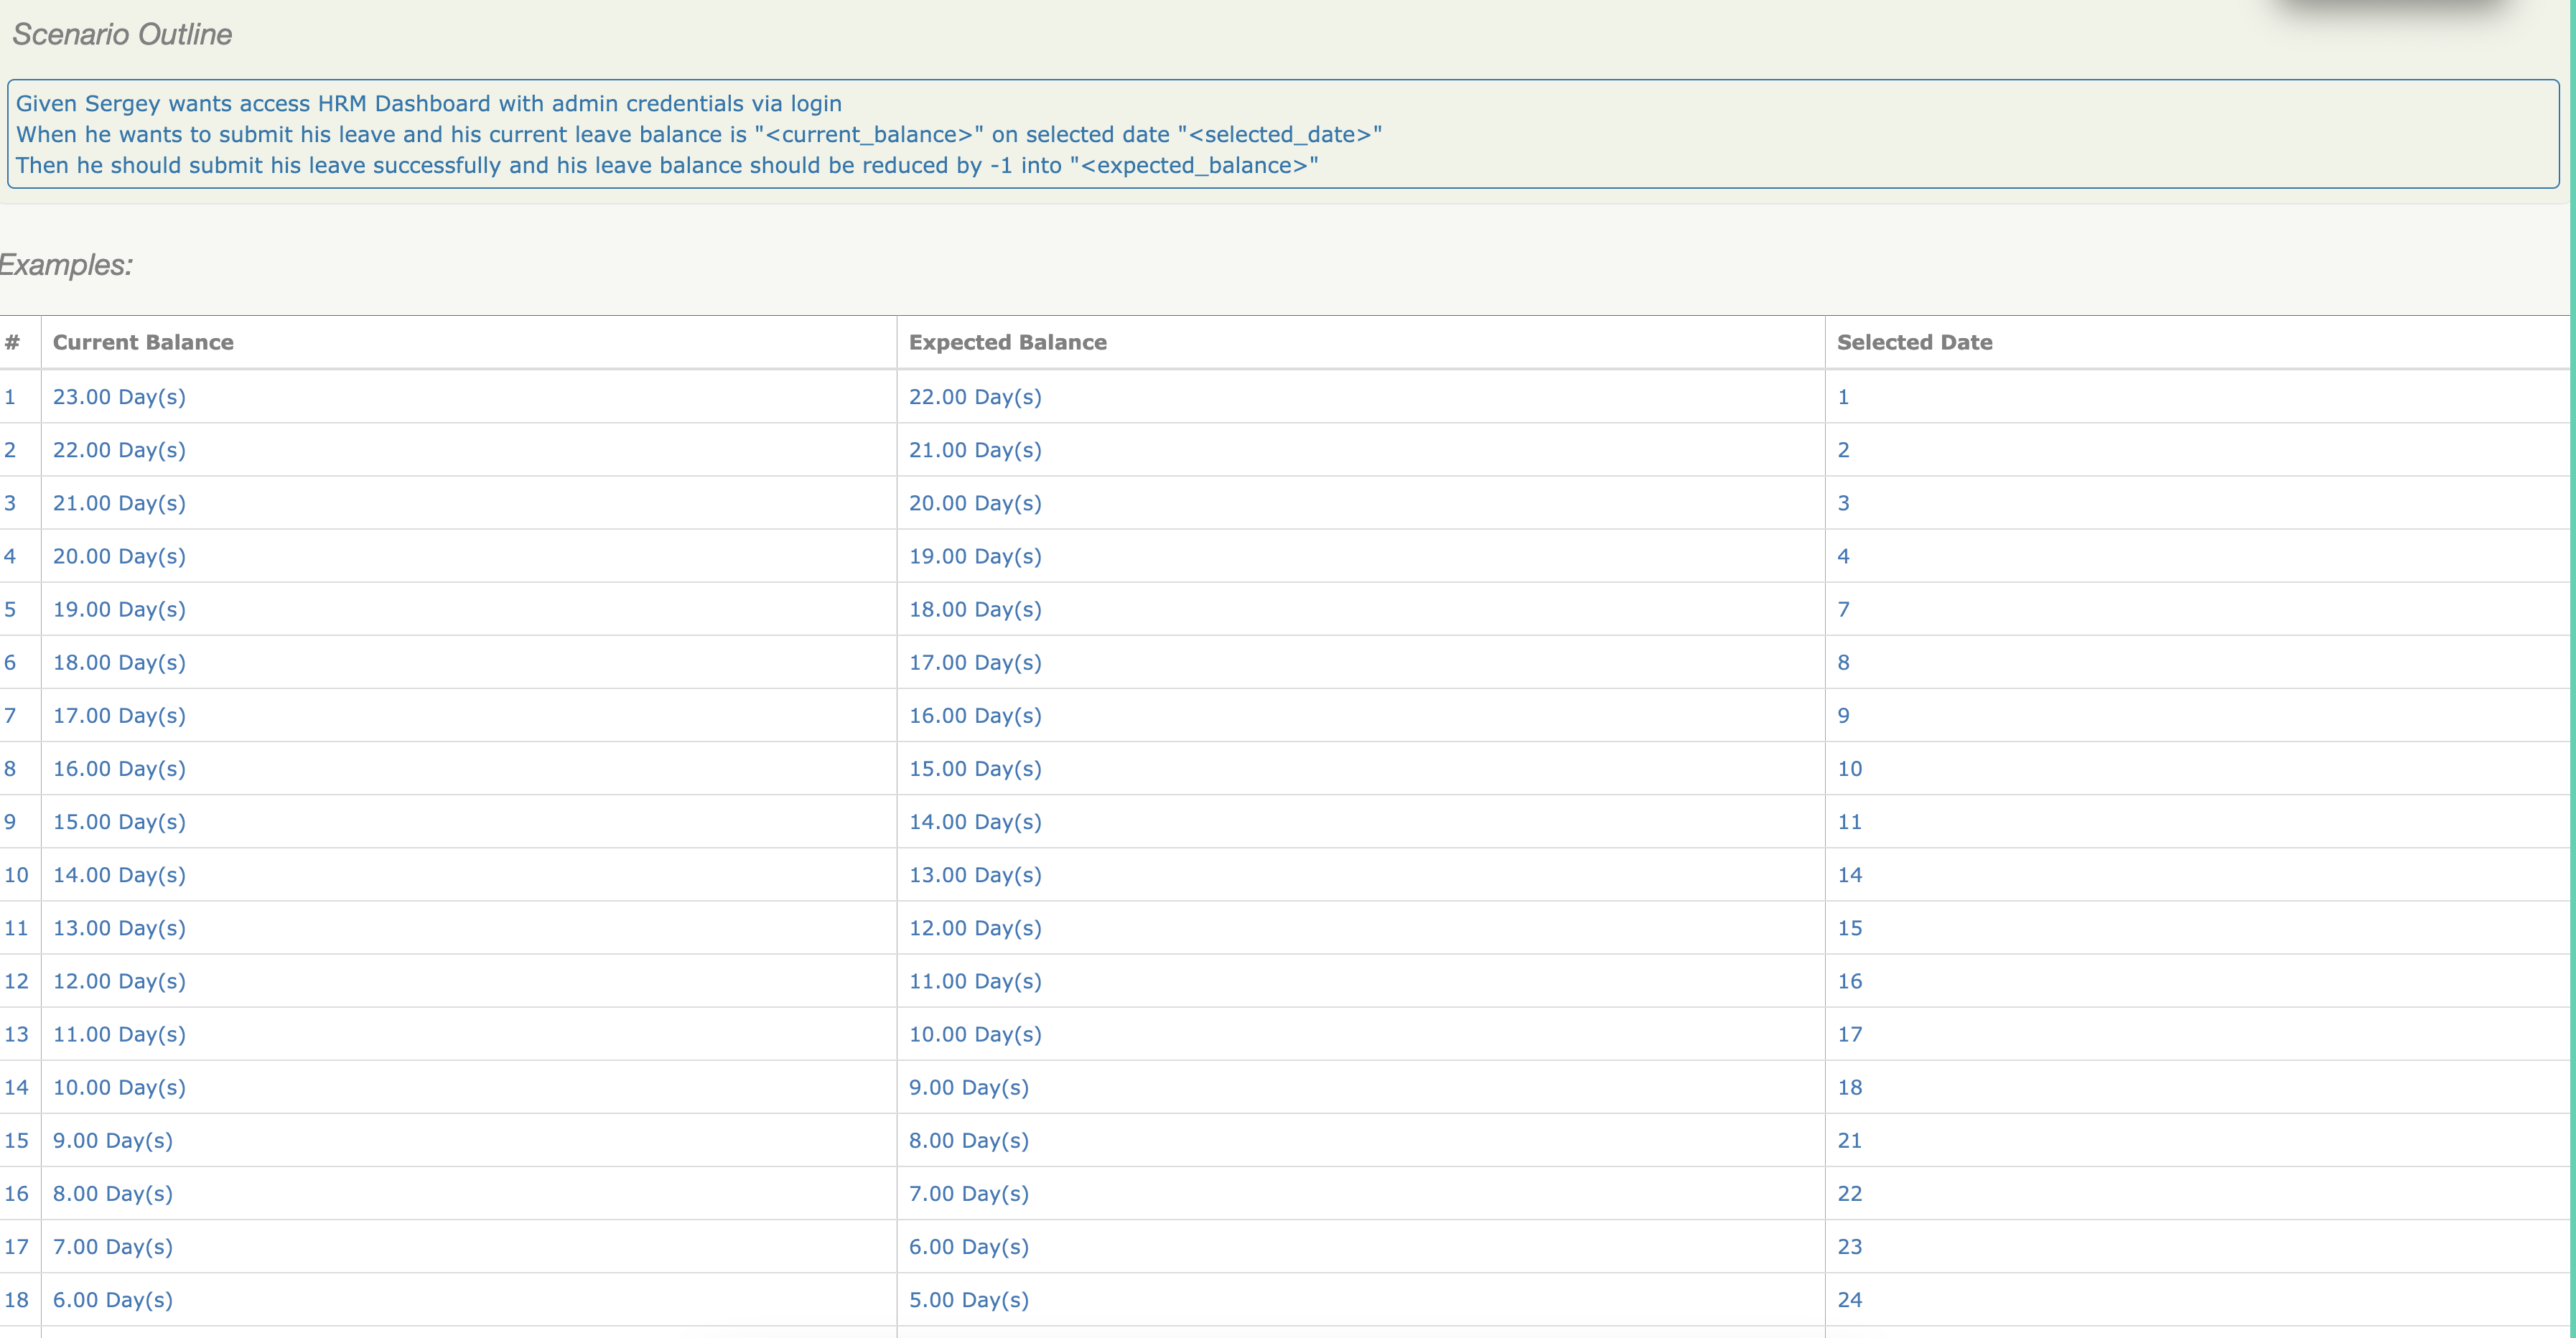 Scenario Outline
Given Sergey wants access HRM Dashboard with admin credentials via login
When he wants to submit his leave and his current leave balance is "<current_balance>" on selected date "<selected_date>"
Then he should submit his leave successfully and his leave balance should be reduced by -1 into "<expected_balance>"
Examples:
# Current Balance Expected Balance Selected Date
1 23.00 Day(s) 22.00 Day(s) 1
2 22.00 Day(s) 21.00 Day(s) 2
3 21.00 Day(s) 20.00 Day(s) 3
4 20.00 Day(s) 19.00 Day(s) 4
5 19.00 Day(s) 18.00 Day(s) 7
6 18.00 Day(s) 17.00 Day(s) 8
7 17.00 Day(s) 16.00 Day(s) 9
8 16.00 Day(s) 15.00 Day(s) 10
9 15.00 Day(s) 14.00 Day(s) 11
10 14.00 Day(s) 13.00 Day(s) 14
11 13.00 Day(s) 12.00 Day(s) 15
12 12.00 Day(s) 11.00 Day(s) 16
13 11.00 Day(s) 10.00 Day(s) 17
14 10.00 Day(s) 9.00 Day(s) 18
15 9.00 Day(s) 8.00 Day(s) 21
16 8.00 Day(s) 7.00 Day(s) 22
17 7.00 Day(s) 6.00 Day(s) 23
18 6.00 Day(s) 5.00 Day(s) 24